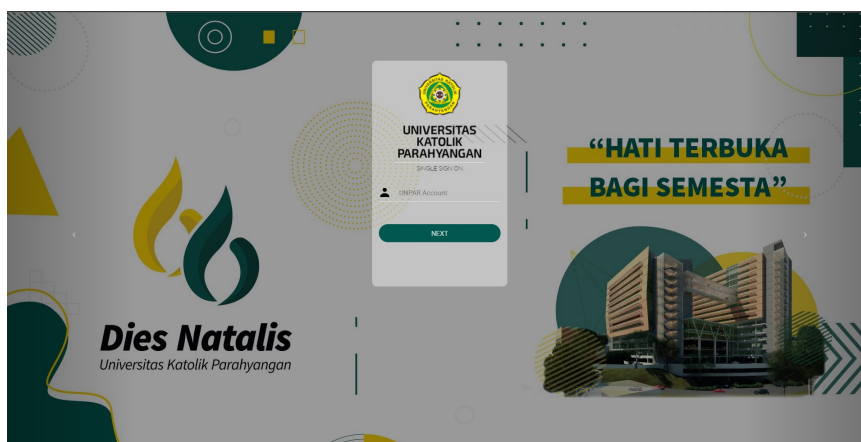 UNIVERSITAS
KATOLIK
PARAHYANGAN
SINGLE SIGN ON
UNPAR Account
NEXT
Dies Natalis
Universitas Katolik Parahyangan
“HATI TERBUKA
BAGI SEMESTA”